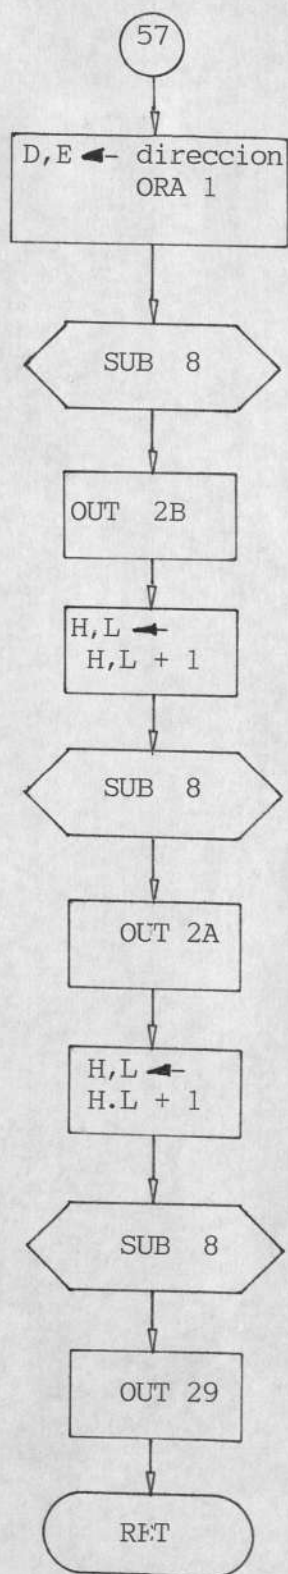 57
D,E ← direccion
ORA 1
SUB 8
OUT 2B
H,L ←
H,L + 1
SUB 8
OUT 2A
H,L ←
H.L + 1
SUB 8
OUT 29
RET